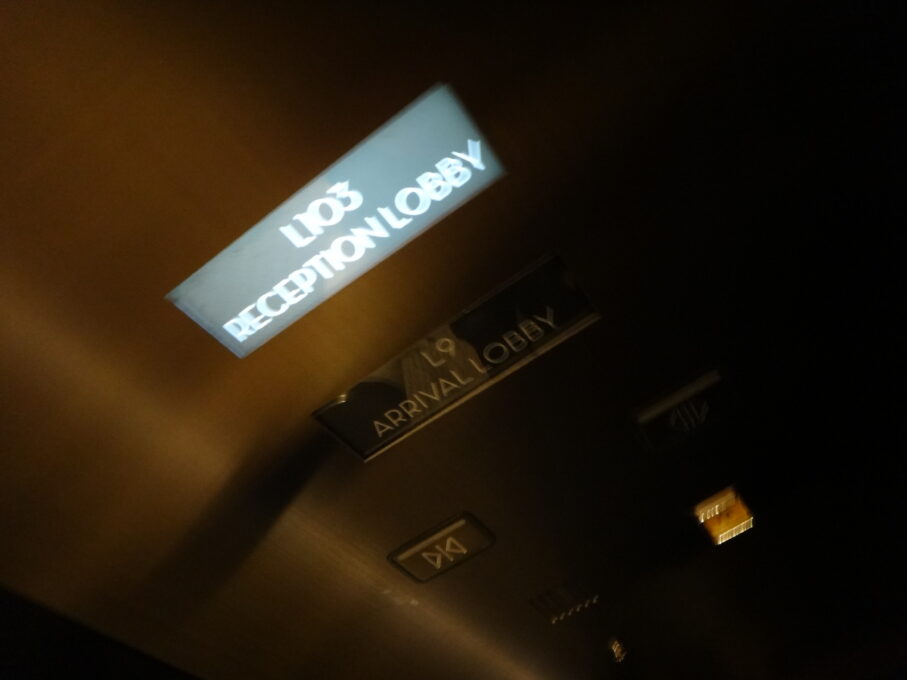 L103
RECEPTION LOBBY
L9
ARRIVAL LOBBY